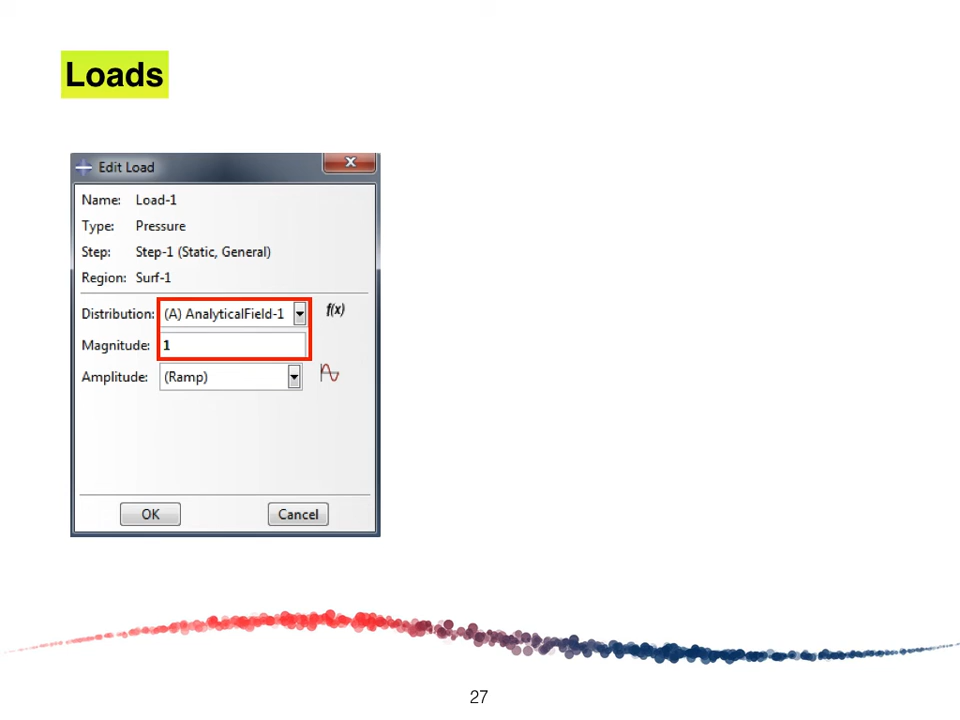 Loads
Edit Load
Name: Load-1
Type: Pressure
Step: Step-1 (Static, General)
Region: Surf-1
Distribution: (A) AnalyticalField-1 f(x)
Magnitude: 1
Amplitude: (Ramp)
OK Cancel
27